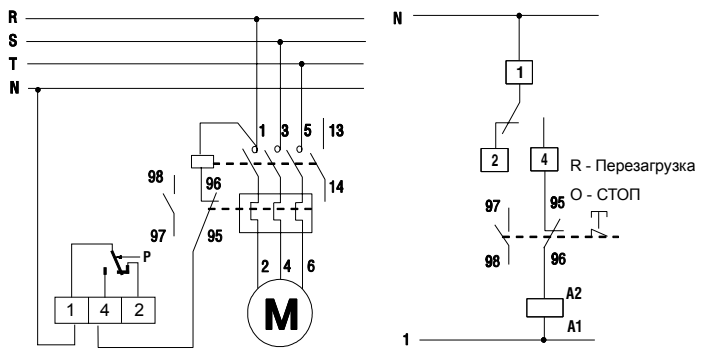 R
S
T
N
1 3 5 13
14
98
96
97
95
P
2 4 6
1 4 2
M
N
1
2
4
R - Перезагрузка
O - СТОП
97
95
98
96
A2
A1
1